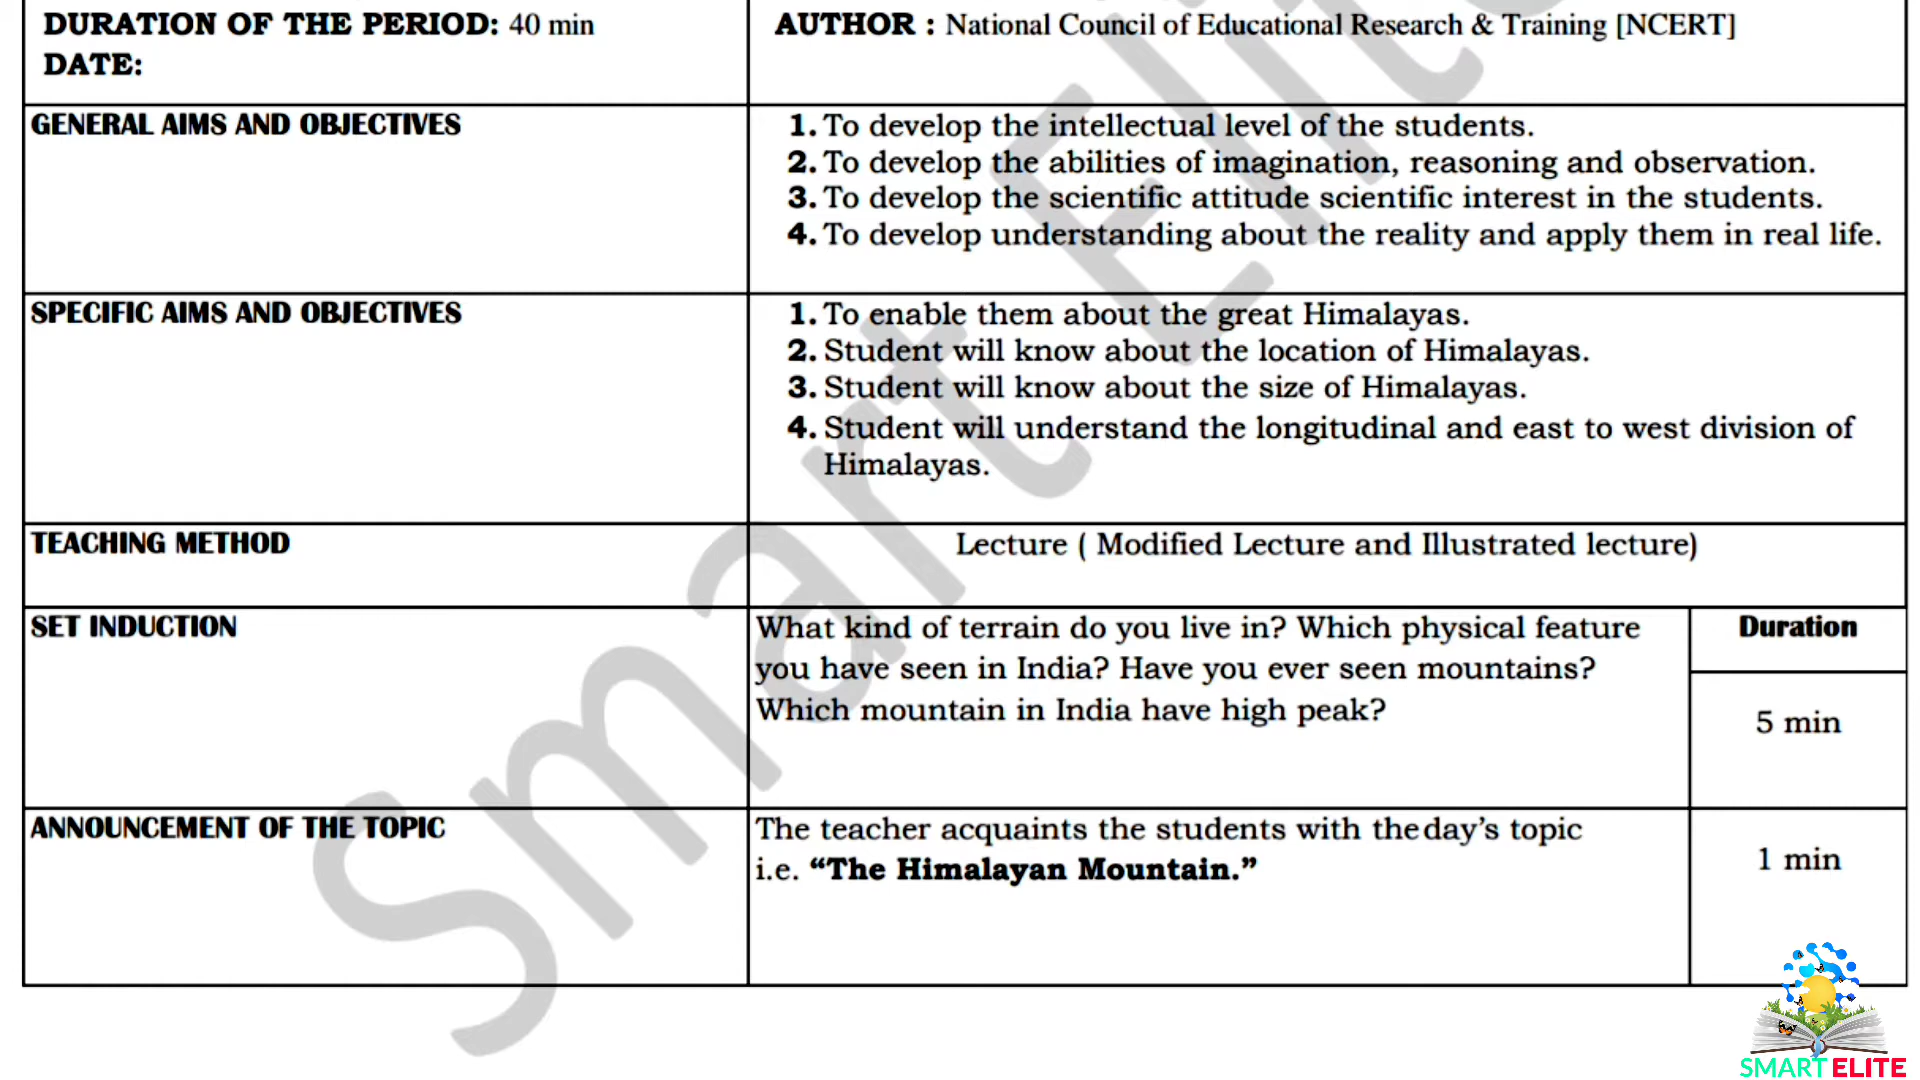 DURATION OF THE PERIOD: 40 min
DATE:
AUTHOR : National Council of Educational Research & Training [NCERT]
GENERAL AIMS AND OBJECTIVES
1. To develop the intellectual level of the students.
2. To develop the abilities of imagination, reasoning and observation.
3. To develop the scientific attitude scientific interest in the students.
4. To develop understanding about the reality and apply them in real life.
SPECIFIC AIMS AND OBJECTIVES
1. To enable them about the great Himalayas.
2. Student will know about the location of Himalayas.
3. Student will know about the size of Himalayas.
4. Student will understand the longitudinal and east to west division of
Himalayas.
TEACHING METHOD
Lecture ( Modified Lecture and Illustrated lecture)
SET INDUCTION
What kind of terrain do you live in? Which physical feature
you have seen in India? Have you ever seen mountains?
Which mountain in India have high peak?
Duration
5 min
ANNOUNCEMENT OF THE TOPIC
The teacher acquaints the students with the day’s topic
i.e. “The Himalayan Mountain.”
1 min
Smart Elite
SMART ELITE